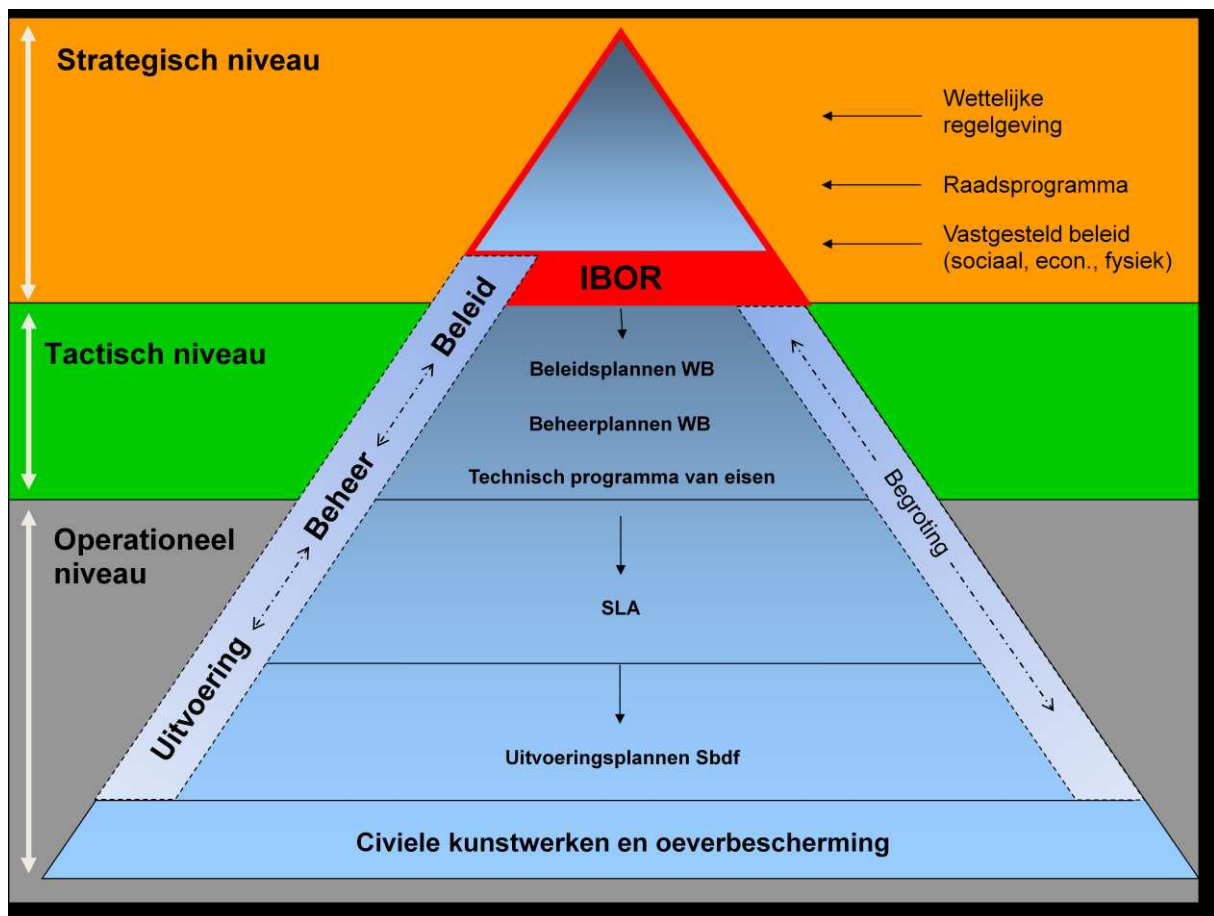 Strategisch niveau
Wettelijke
regelgeving
Raadsprogramma
Vastgesteld beleid
(sociaal, econ., fysiek)
IBOR
Tactisch niveau
Beleid
Beleidsplannen WB
Beheerplannen WB
Technisch programma van eisen
Beheer
Begroting
Operationeel
niveau
SLA
Uitvoering
Uitvoeringsplannen Sbdf
Civiele kunstwerken en oeverbescherming